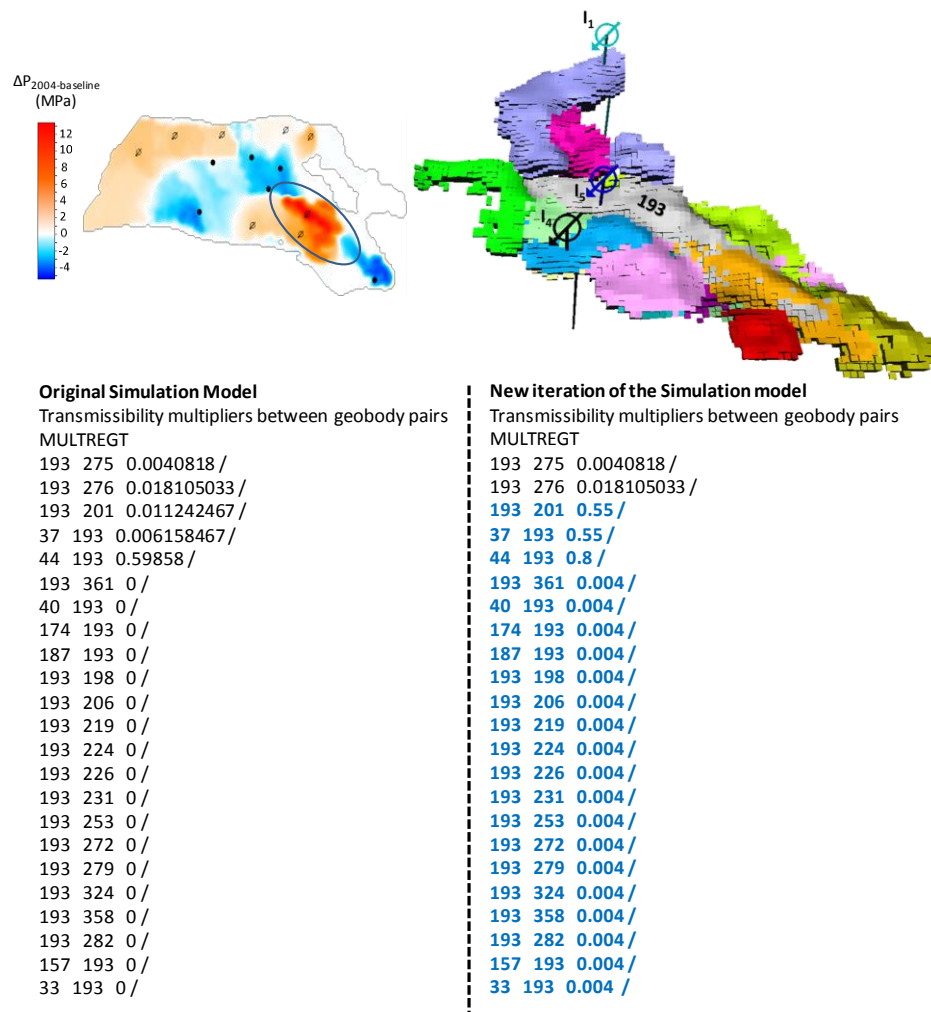 ΔP2004-baseline
(MPa)
12
10
8
6
4
2
0
-2
-4
I1
I5
I4
193
Original Simulation Model
Transmissibility multipliers between geobody pairs
MULTREGT
193 275 0.0040818 /
193 276 0.018105033 /
193 201 0.011242467 /
37 193 0.006158467 /
44 193 0.59858 /
193 361 0 /
40 193 0 /
174 193 0 /
187 193 0 /
193 198 0 /
193 206 0 /
193 219 0 /
193 224 0 /
193 226 0 /
193 231 0 /
193 253 0 /
193 272 0 /
193 279 0 /
193 324 0 /
193 358 0 /
193 282 0 /
157 193 0 /
33 193 0 /
New iteration of the Simulation model
Transmissibility multipliers between geobody pairs
MULTREGT
193 275 0.0040818 /
193 276 0.018105033 /
193 201 0.55 /
37 193 0.55 /
44 193 0.8 /
193 361 0.004 /
40 193 0.004 /
174 193 0.004 /
187 193 0.004 /
193 198 0.004 /
193 206 0.004 /
193 219 0.004 /
193 224 0.004 /
193 226 0.004 /
193 231 0.004 /
193 253 0.004 /
193 272 0.004 /
193 279 0.004 /
193 324 0.004 /
193 358 0.004 /
193 282 0.004 /
157 193 0.004 /
33 193 0.004 /